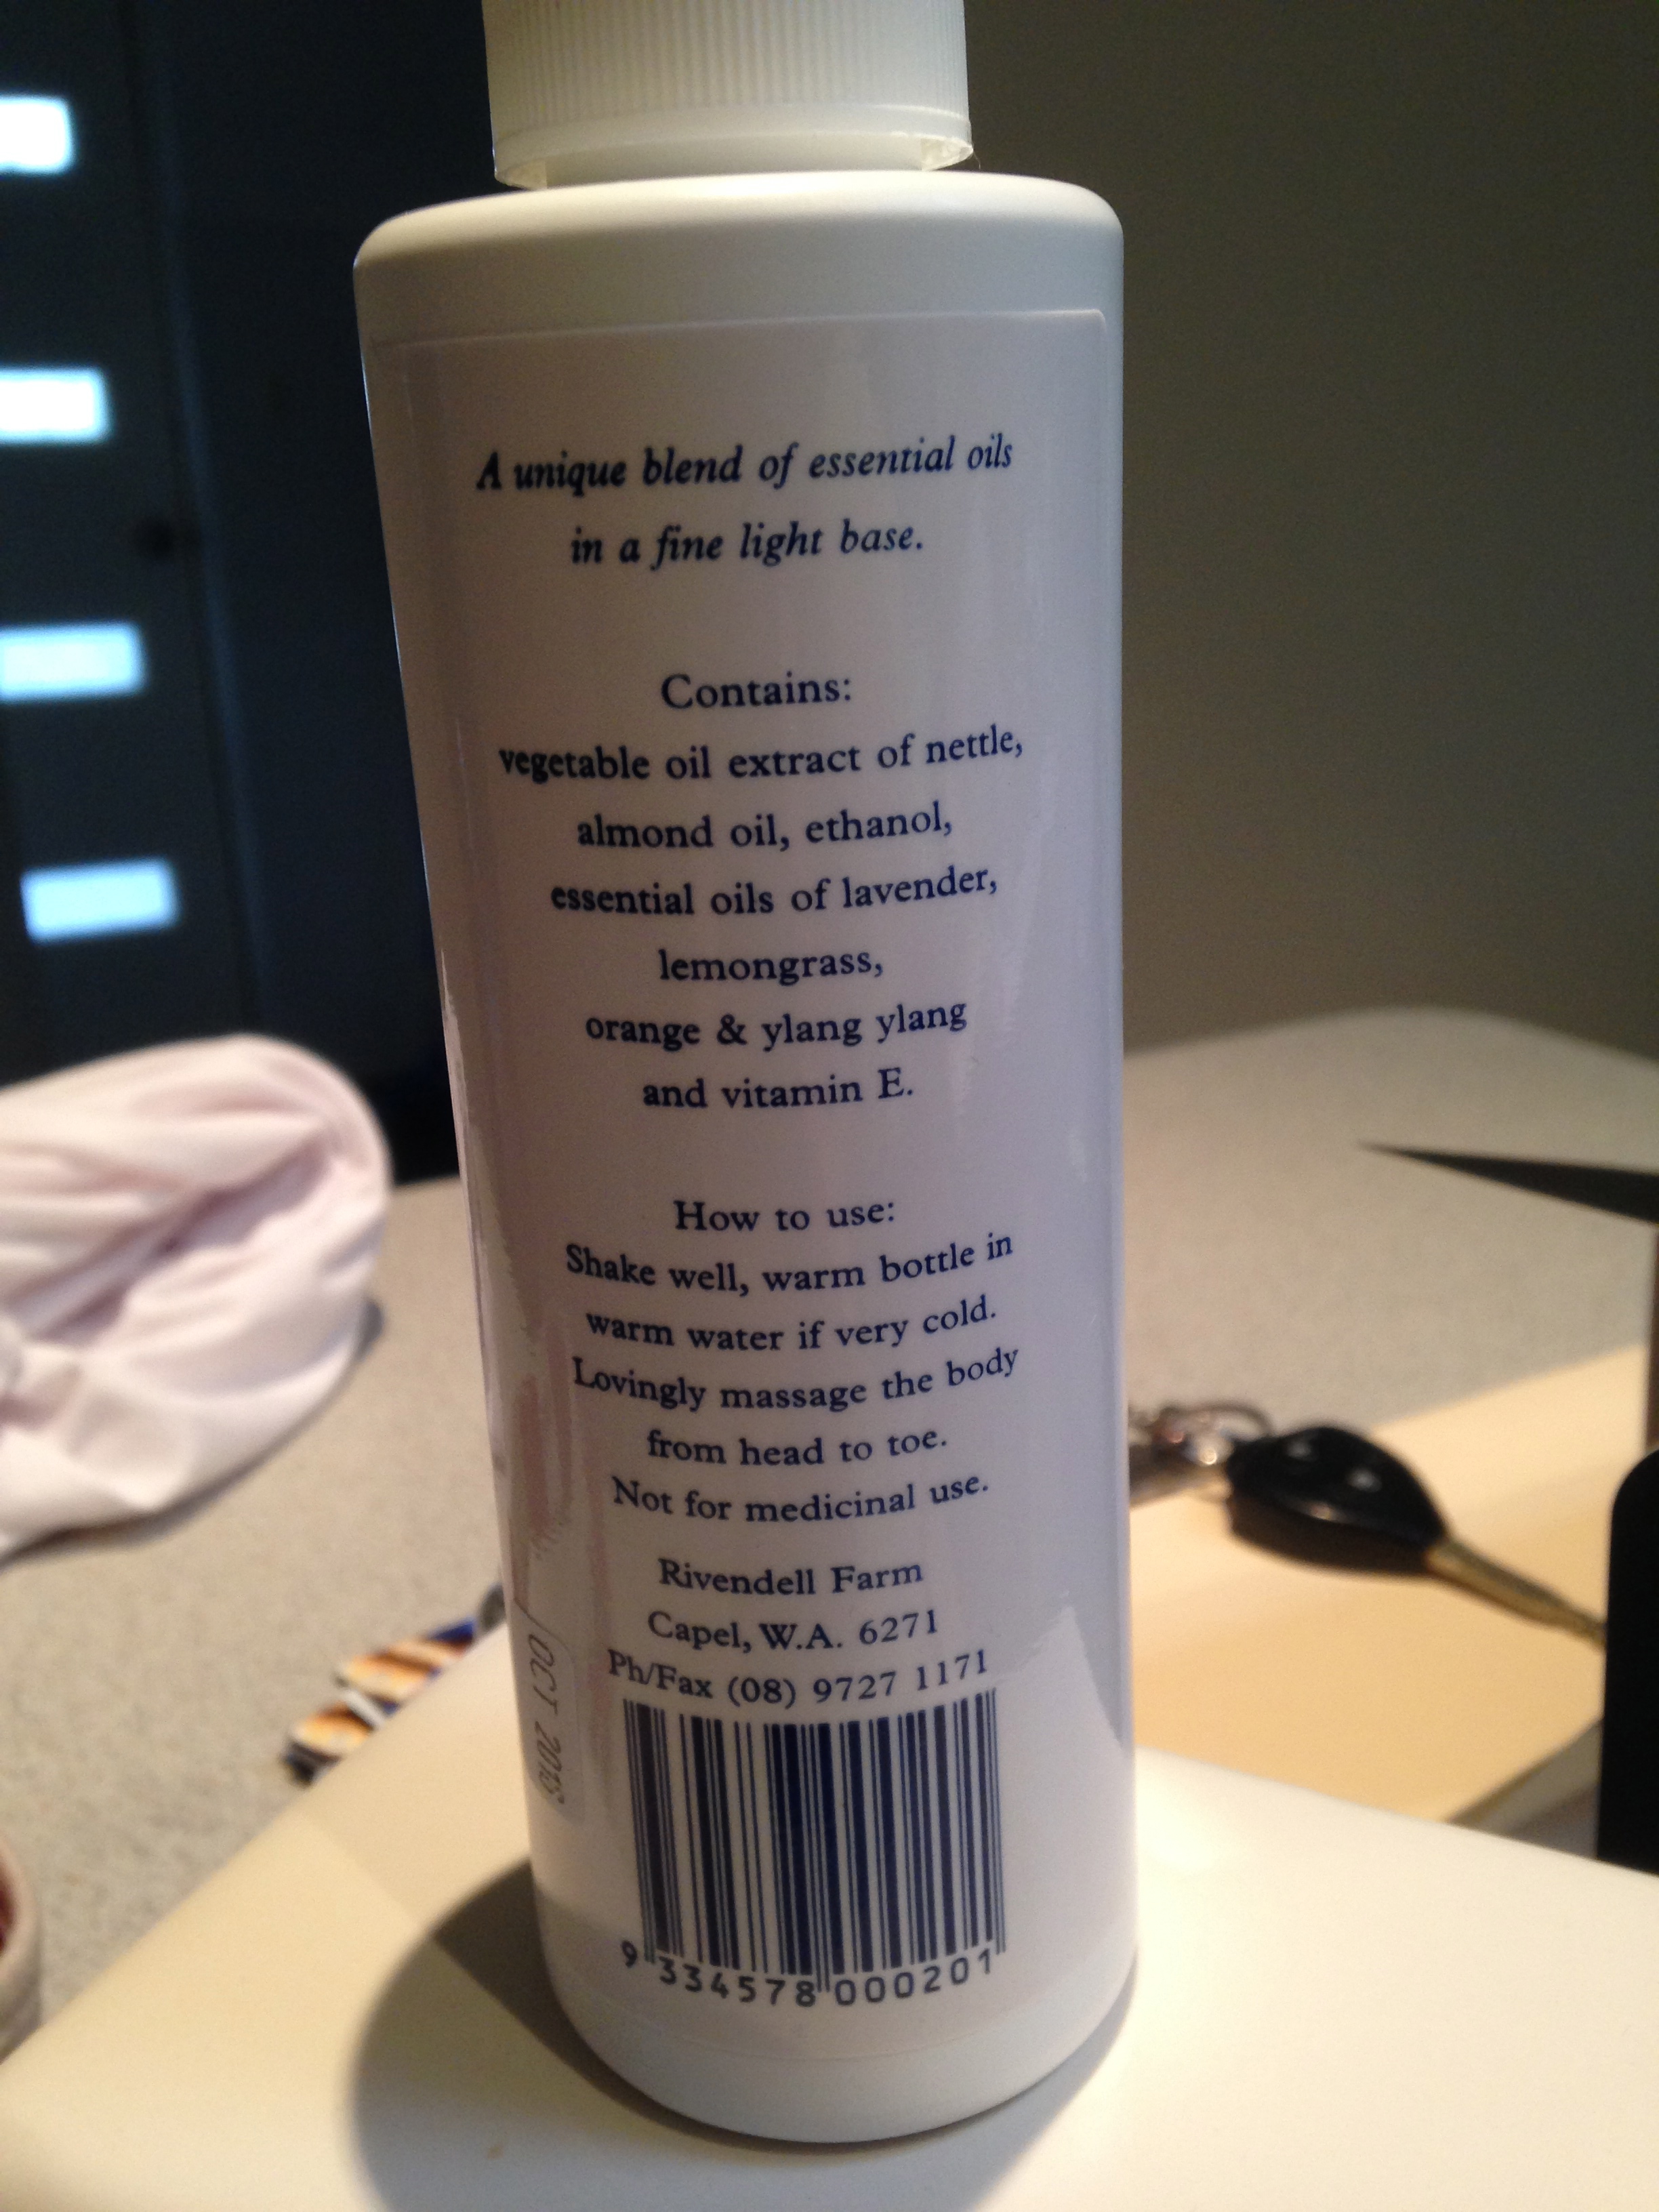 A unique blend of essential oils
in a fine light base.
Contains:
vegetable oil extract of nettle,
almond oil, ethanol,
essential oils of lavender,
lemongrass,
orange & ylang ylang
and vitamin E.
How to use:
Shake well, warm bottle in
warm water if very cold.
Lovingly massage the body
from head to toe.
Not for medicinal use.
Rivendell Farm
Capel, W.A. 6271
Ph/Fax (08) 9727 1171
9 334578 000201
OCT